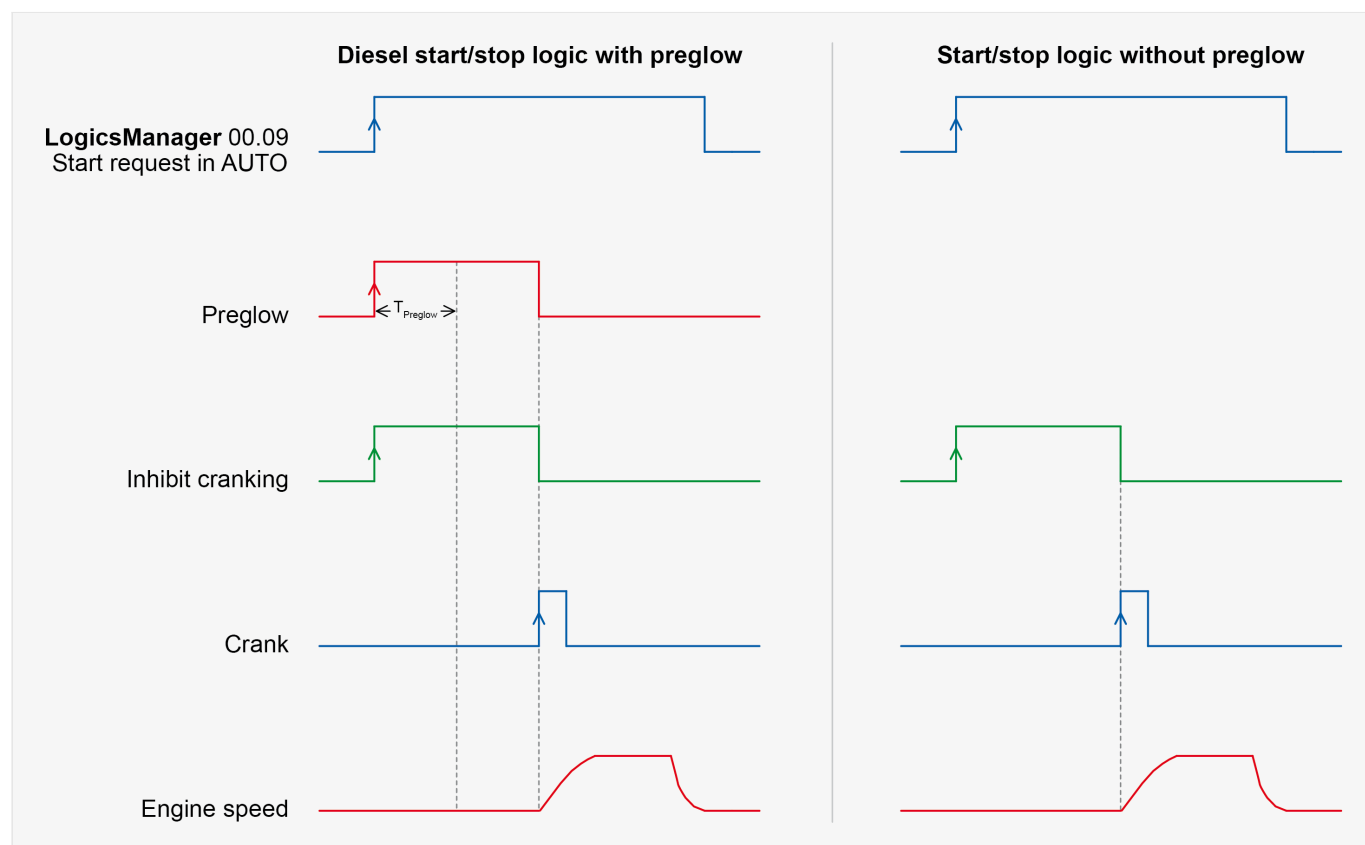 Diesel start/stop logic with preglow
Start/stop logic without preglow
LogicsManager 00.09
Start request in AUTO
Preglow
T Preglow
Inhibit cranking
Crank
Engine speed